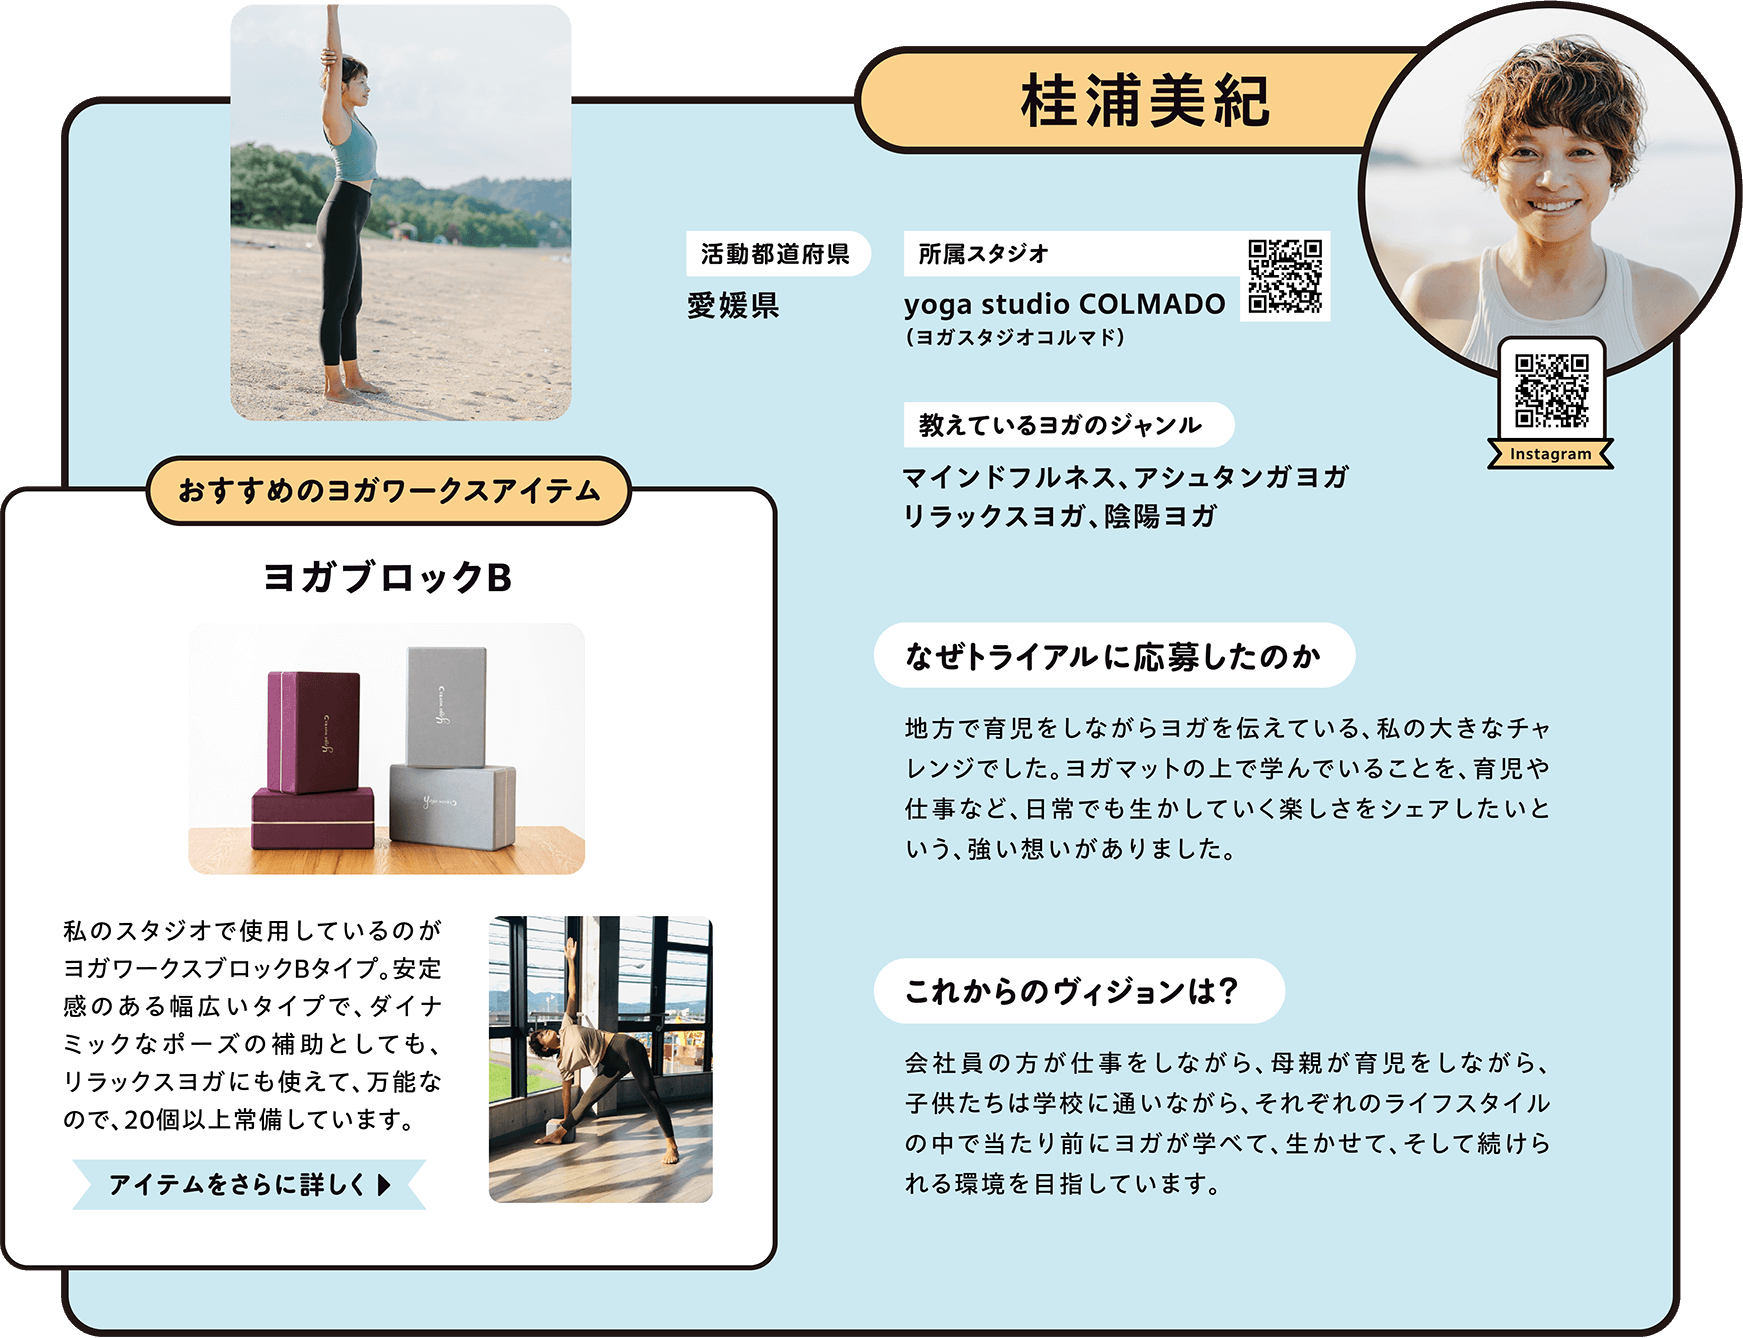 桂浦美紀
活動都道府県
愛媛県
所属スタジオ
yoga studio COLMADO
(ヨガスタジオコルマド)
教えているヨガのジャンル
マインドフルネス、アシュタンガヨガ
リラックスヨガ、陰陽ヨガ
Instagram
おすすめのヨガワークスアイテム
ヨガブロックB
yoga works
yoga works
yoga works
私のスタジオで使用しているのが
ヨガワークスブロックBタイプ。安定
感のある幅広いタイプで、ダイナ
ミックなポーズの補助としても、
リラックスヨガにも使えて、万能な
ので、20個以上常備しています。
アイテムをさらに詳しく
なぜトライアルに応募したのか
地方で育児をしながらヨガを伝えている、私の大きなチャ
レンジでした。ヨガマットの上で学んでいることを、育児や
仕事など、日常でも生かしていく楽しさをシェアしたいと
いう、強い想いがありました。
これからのヴィジョンは?
会社員の方が仕事をしながら、母親が育児をしながら、
子供たちは学校に通いながら、それぞれのライフスタイル
の中で当たり前にヨガが学べて、生かせて、そして続けら
れる環境を目指しています。